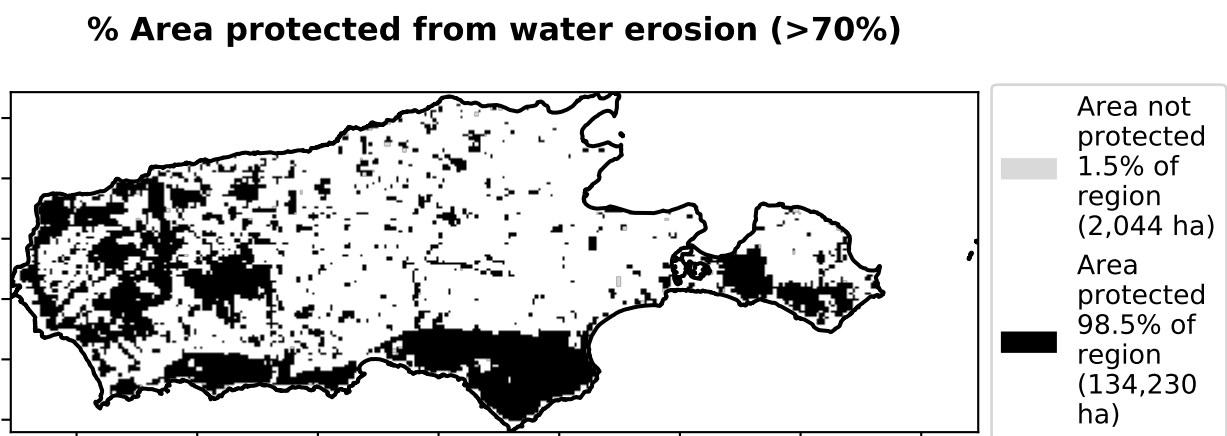 % Area protected from water erosion (>70%)
Area not
protected
1.5% of
region
(2,044 ha)
Area
protected
98.5% of
region
(134,230
ha)